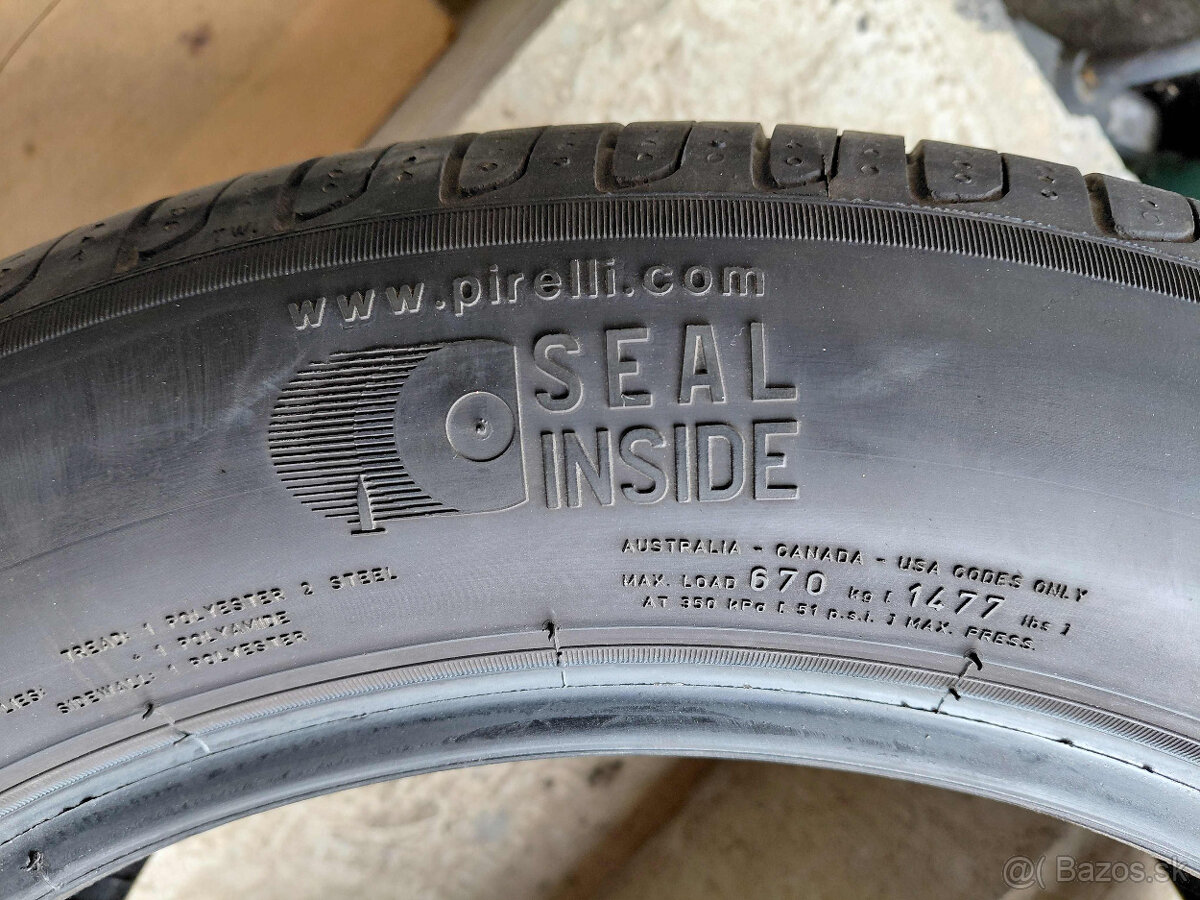 www.pirelli.com
SEAL
INSIDE
AUSTRALIA - CANADA - USA CODES ONLY
MAX. LOAD 670 kg [ 1477 lbs ]
AT 350 kPa [ 51 p.s.i. ] MAX. PRESS.
TREAD: 1 POLYESTER 2 STEEL
+ 1 POLYAMIDE
SIDEWALL: 1 POLYESTER
@( Bazos.sk